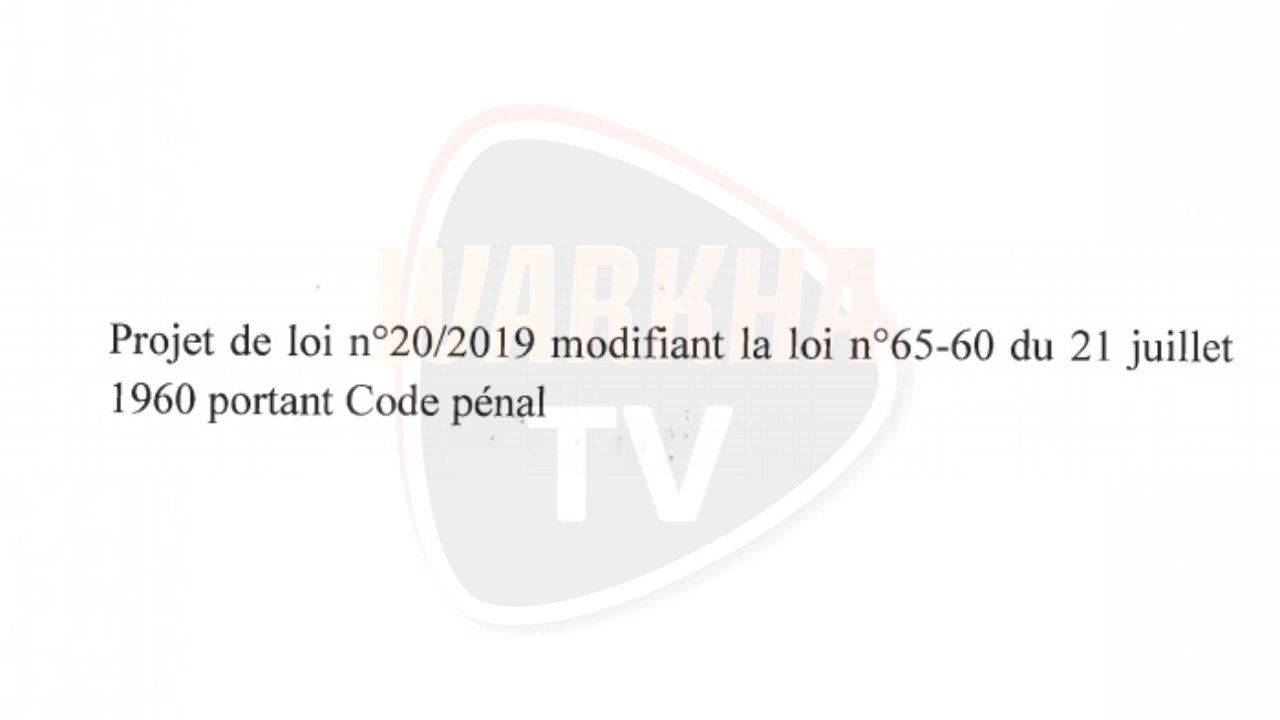 WARKHA
TV
Projet de loi n°20/2019 modifiant la loi n°65-60 du 21 juillet
1960 portant Code pénal